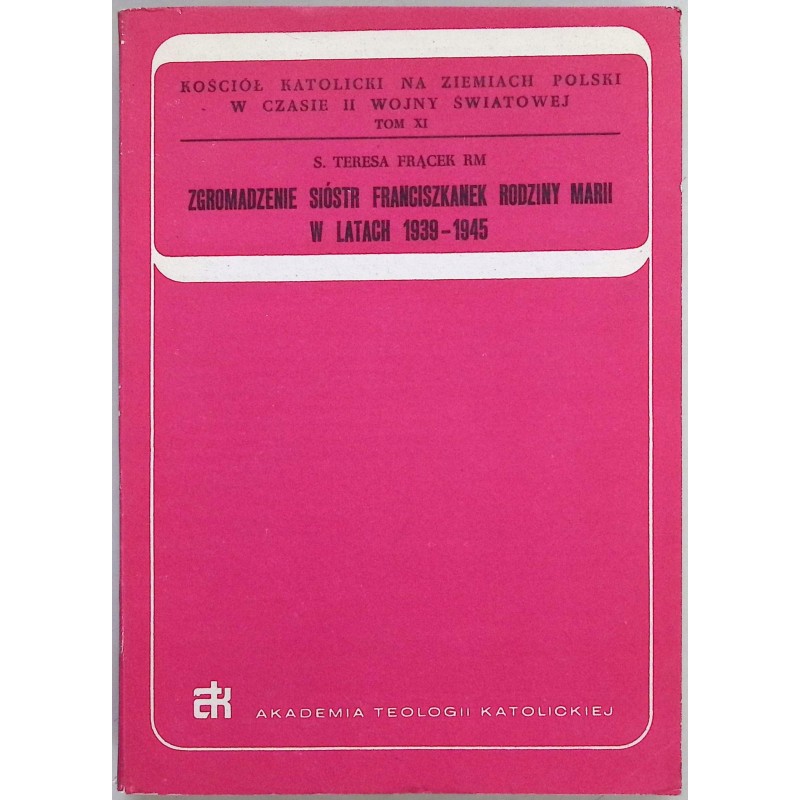 KOŚCIÓŁ KATOLICKI NA ZIEMIACH POLSKI
W CZASIE II WOJNY ŚWIATOWEJ
TOM XI
S. TERESA FRĄCEK RM
ZGROMADZENIE SIÓSTR FRANCISZKANEK RODZINY MARII
W LATACH 1939-1945
atk AKADEMIA TEOLOGII KATOLICKIEJ